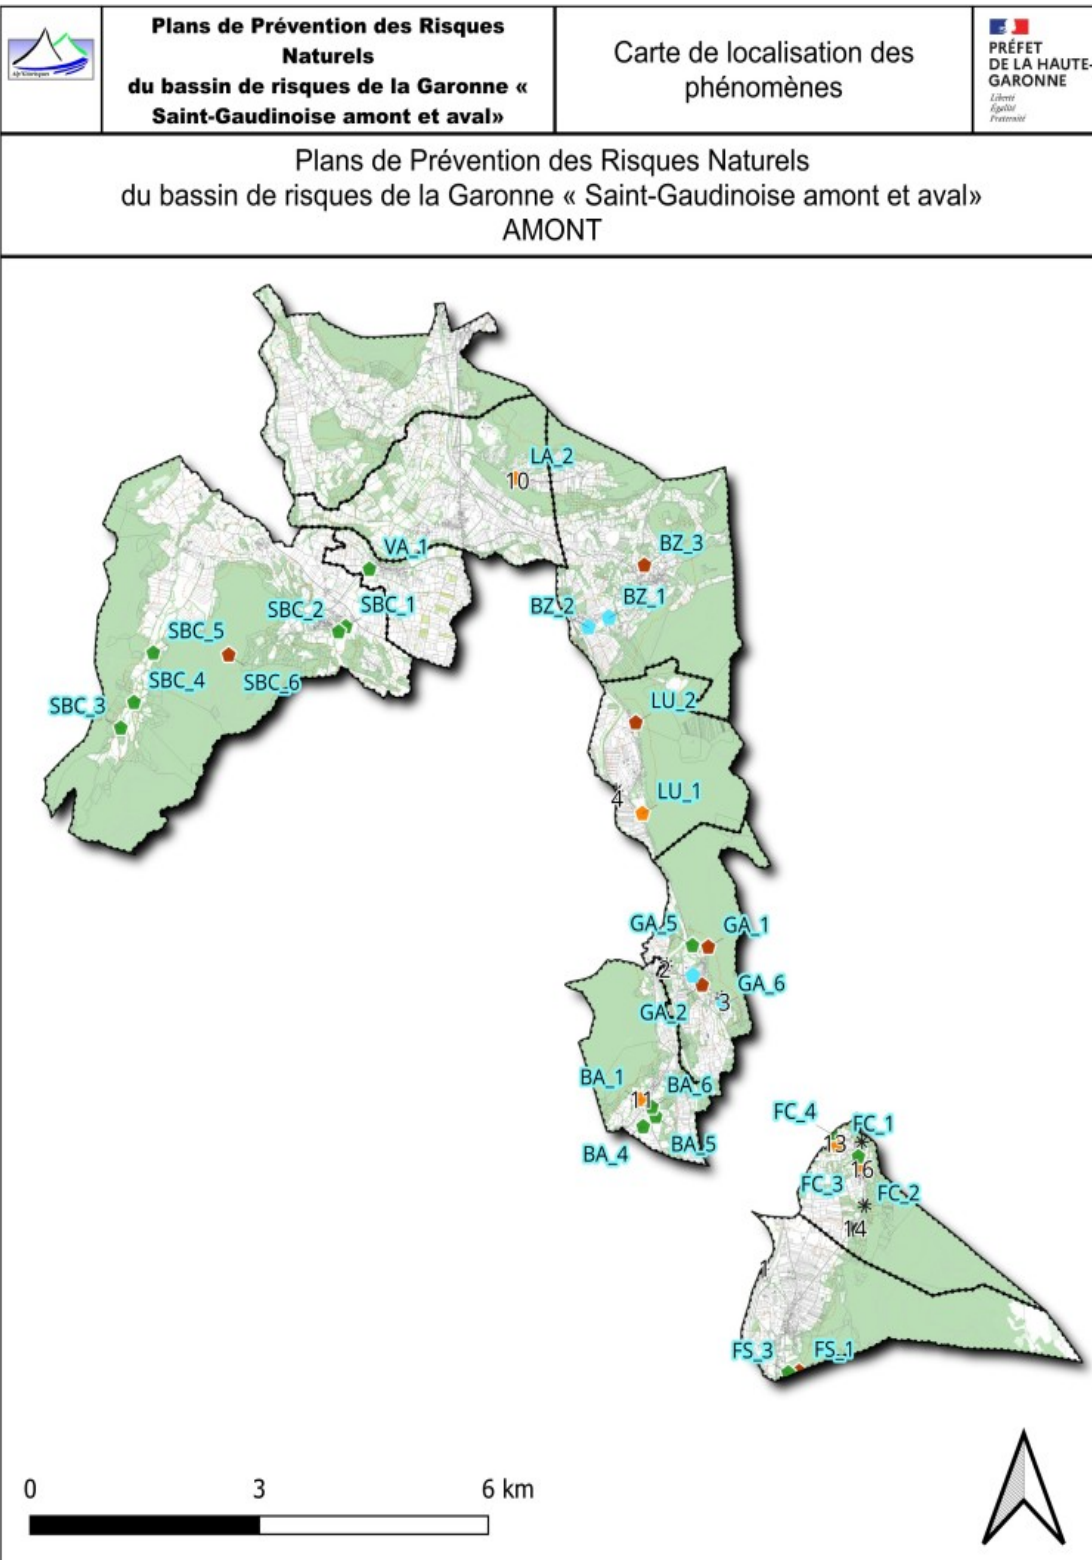 Plans de Prévention des Risques
Naturels
du bassin de risques de la Garonne «
Saint-Gaudinoise amont et aval»
Carte de localisation des
phénomènes
PRÉFET
DE LA HAUTE-
GARONNE
Liberté
Égalité
Fraternité
Plans de Prévention des Risques Naturels
du bassin de risques de la Garonne « Saint-Gaudinoise amont et aval»
AMONT
LA_2
10
BZ_3
VA_1
BZ_1
BZ_2
SBC_1
SBC_2
SBC_5
SBC_4
SBC_6
SBC_3
LU_2
LU_1
4
GA_5
GA_1
2
GA_6
3
GA_2
BA_1
BA_6
11
BA_5
BA_4
FC_4
FC_1
13
16
FC_3
FC_2
14
1
FS_3
FS_1
0
3
6 km